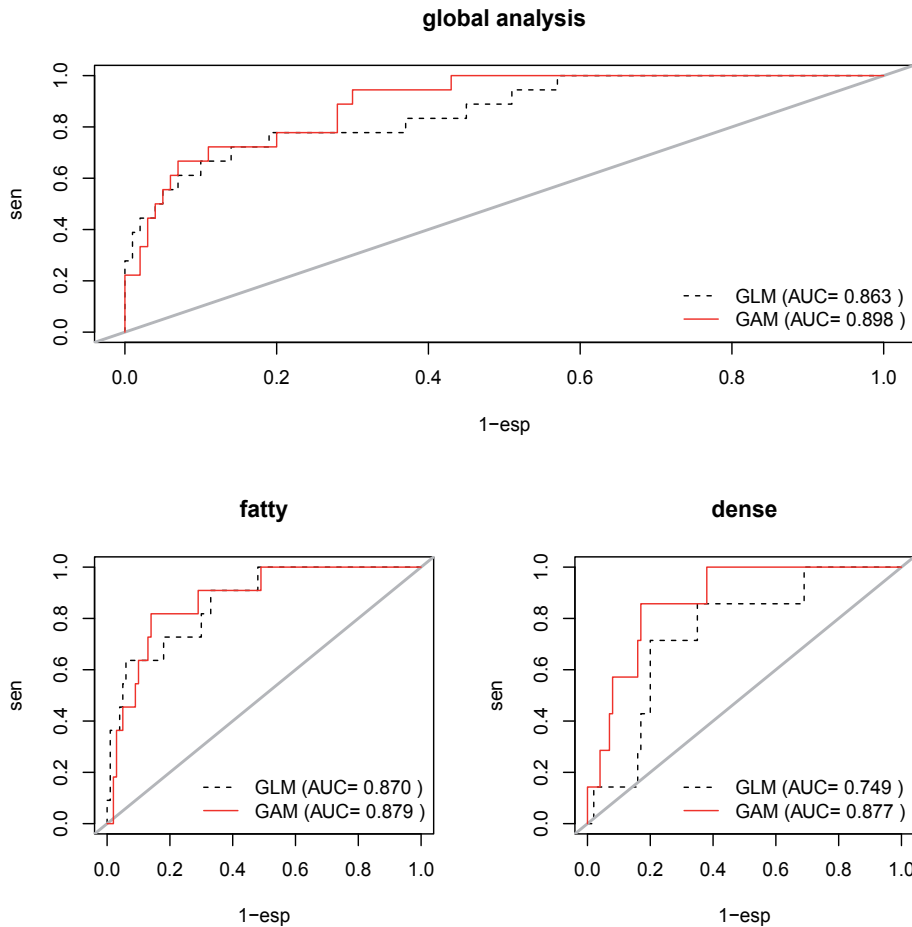 global analysis
sen
1.0
0.8
0.6
0.4
0.2
0.0
GLM (AUC= 0.863 )
GAM (AUC= 0.898 )
0.0 0.2 0.4 0.6 0.8 1.0
1−esp
fatty
sen
1.0
0.8
0.6
0.4
0.2
0.0
GLM (AUC= 0.870 )
GAM (AUC= 0.879 )
0.0 0.2 0.4 0.6 0.8 1.0
1−esp
dense
sen
1.0
0.8
0.6
0.4
0.2
0.0
GLM (AUC= 0.749 )
GAM (AUC= 0.877 )
0.0 0.2 0.4 0.6 0.8 1.0
1−esp